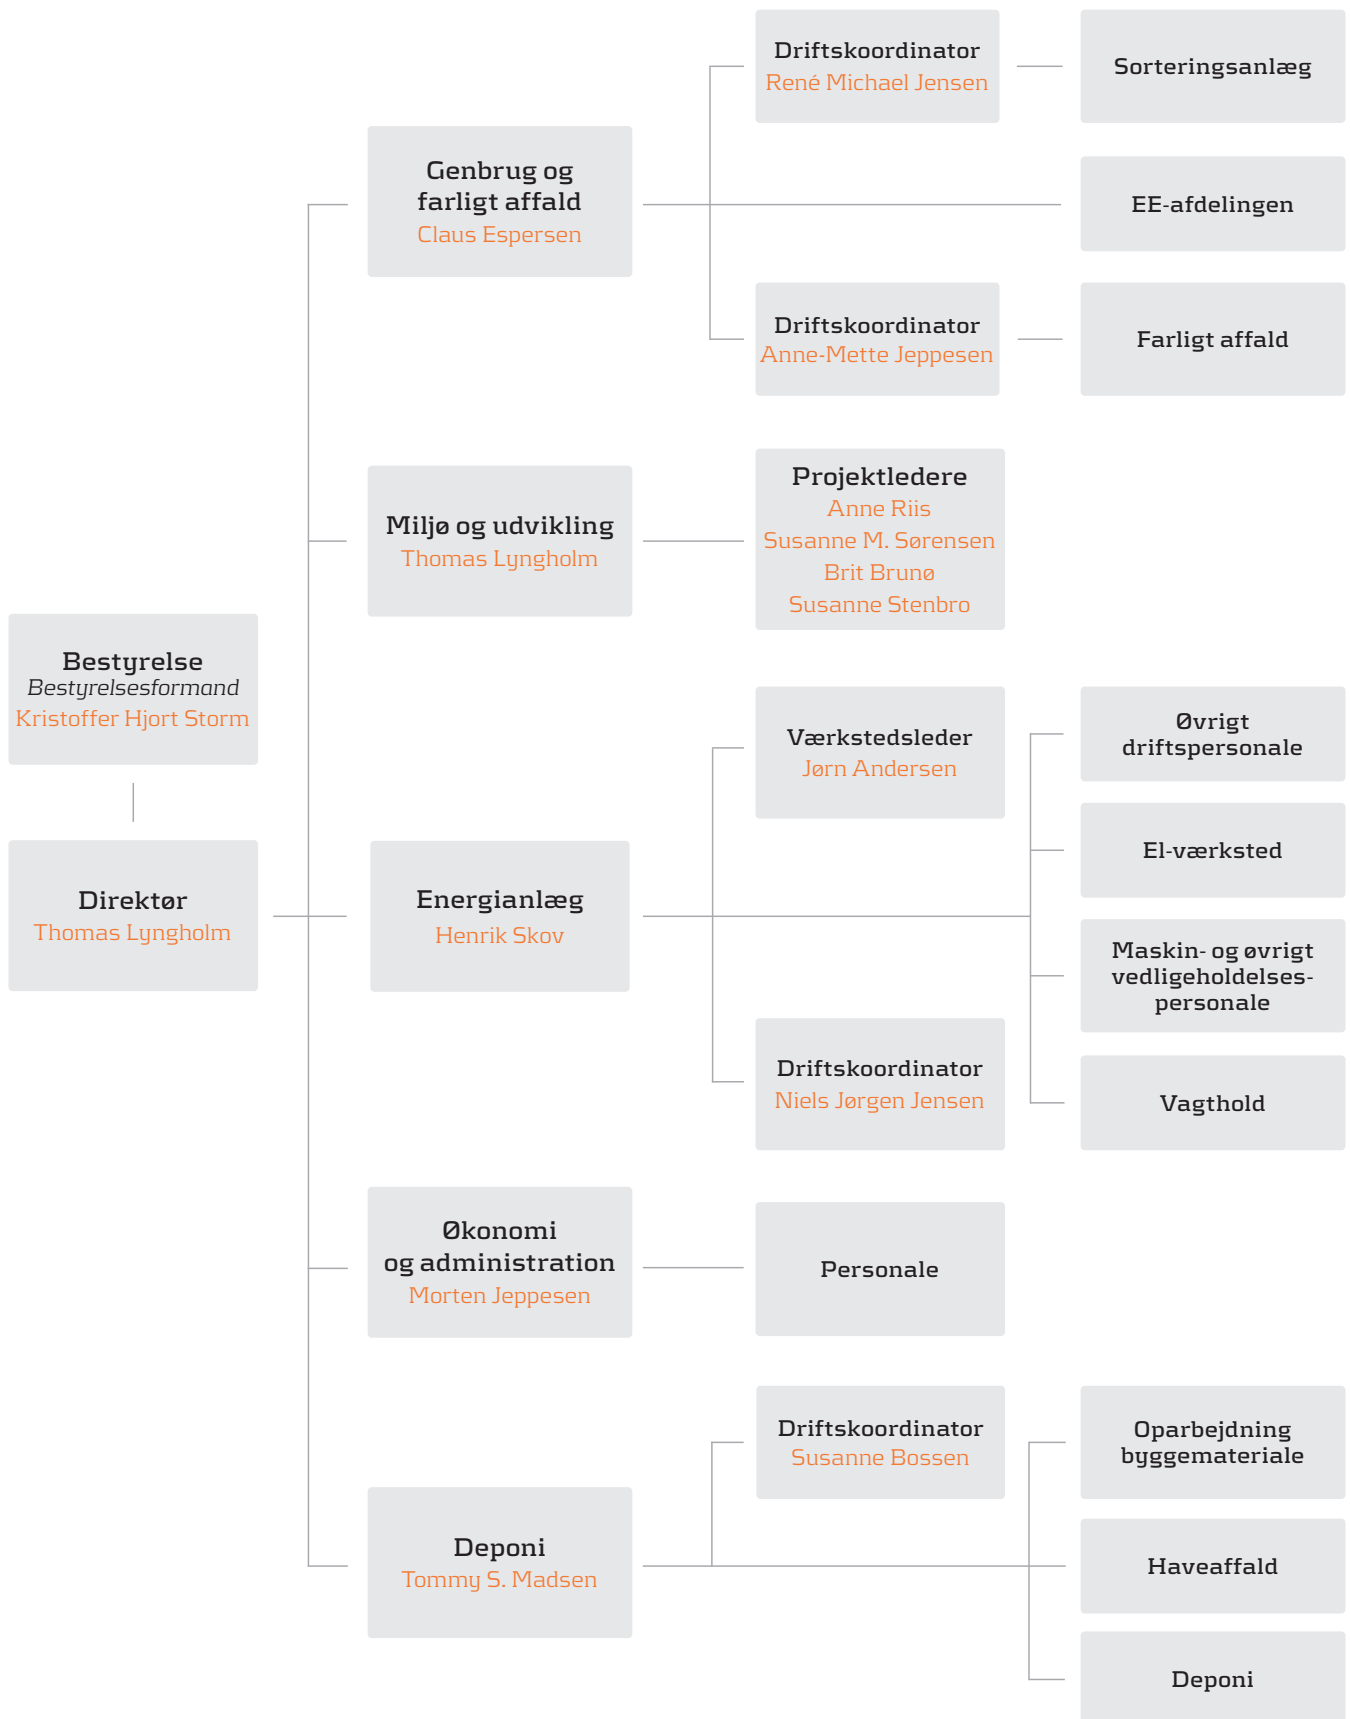 Bestyrelse
Bestyrelsesformand
Kristoffer Hjort Storm
Direktør
Thomas Lyngholm
Genbrug og
farligt affald
Claus Espersen
Driftskoordinator
René Michael Jensen
Sorteringsanlæg
EE-afdelingen
Driftskoordinator
Anne-Mette Jeppesen
Farligt affald
Miljø og udvikling
Thomas Lyngholm
Projektledere
Anne Riis
Susanne M. Sørensen
Brit Brunø
Susanne Stenbro
Energianlæg
Henrik Skov
Værkstedsleder
Jørn Andersen
Driftskoordinator
Niels Jørgen Jensen
Øvrigt
driftspersonale
El-værksted
Maskin- og øvrigt
vedligeholdelses-
personale
Vagthold
Økonomi
og administration
Morten Jeppesen
Personale
Deponi
Tommy S. Madsen
Driftskoordinator
Susanne Bossen
Oparbejdning
byggemateriale
Haveaffald
Deponi